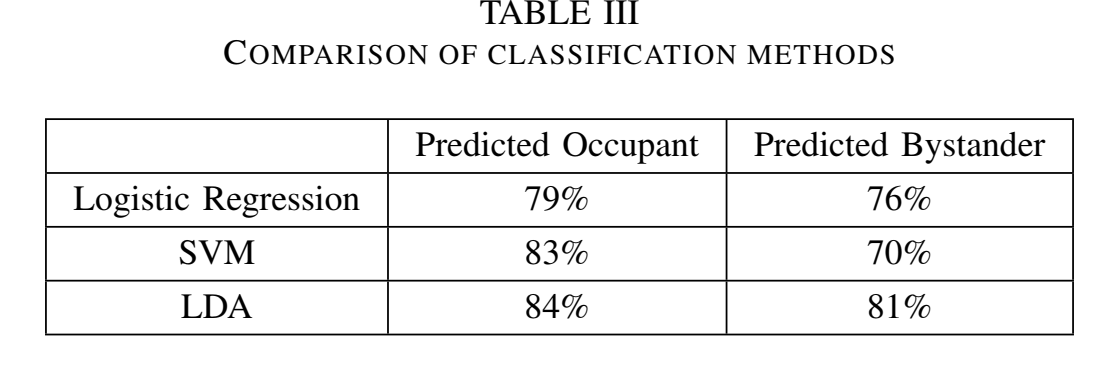 TABLE III
COMPARISON OF CLASSIFICATION METHODS
Predicted Occupant Predicted Bystander
Logistic Regression 79% 76%
SVM 83% 70%
LDA 84% 81%